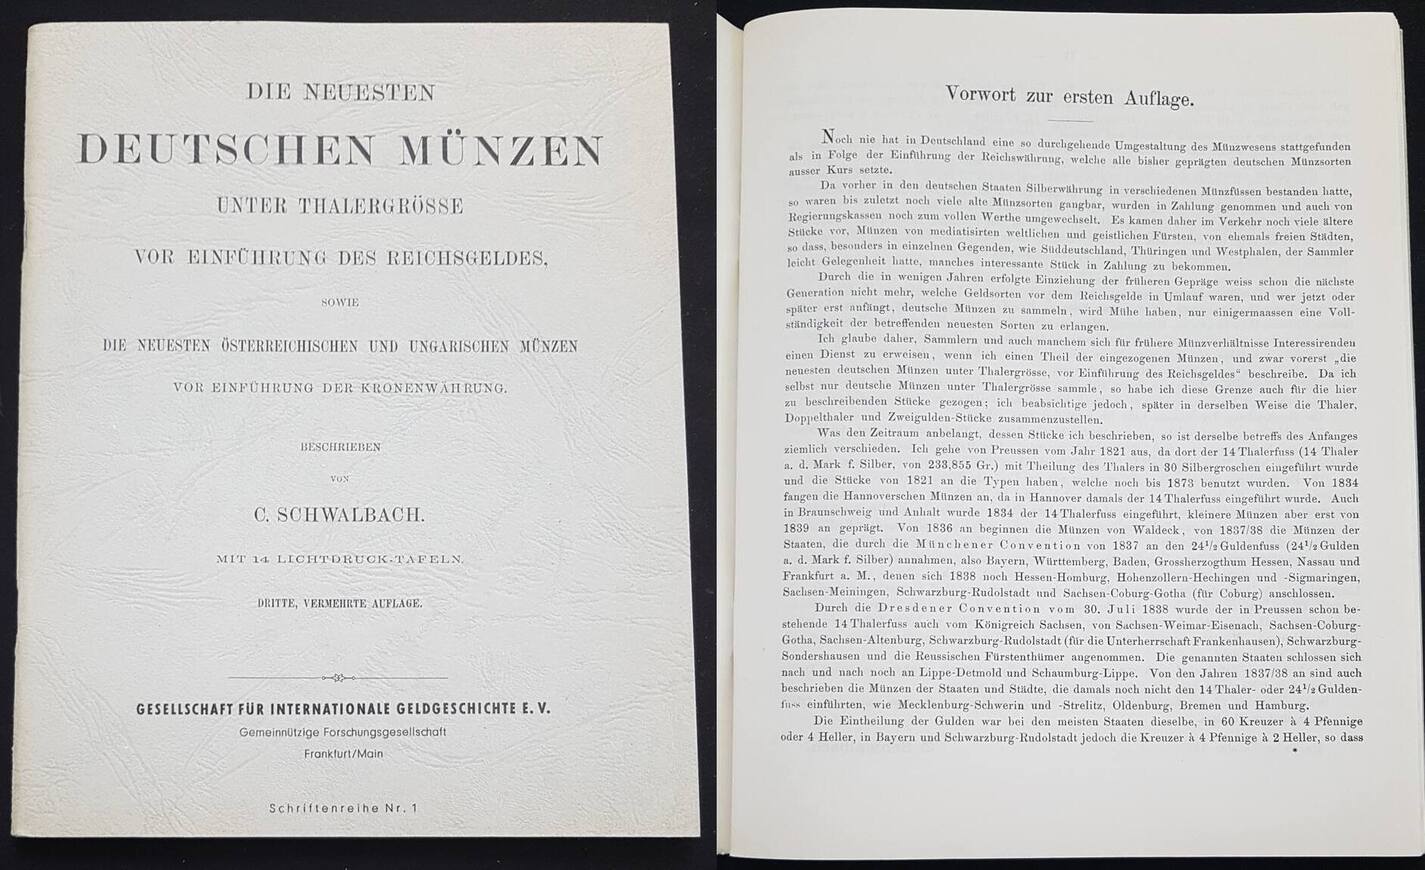 DIE NEUESTEN
DEUTSCHEN MÜNZEN
UNTER THALERGRÖSSE
VOR EINFÜHRUNG DES REICHSGELDES,
SOWIE
DIE NEUESTEN ÖSTERREICHISCHEN UND UNGARISCHEN MÜNZEN
VOR EINFÜHRUNG DER KRONENWÄHRUNG.
BESCHRIEBEN
VON
C. SCHWALBACH.
MIT 14 LICHTDRUCK-TAFELN.
DRITTE, VERMEHRTE AUFLAGE.
GESELLSCHAFT FÜR INTERNATIONALE GELDGESCHICHTE E. V.
Gemeinnützige Forschungsgesellschaft
Frankfurt/Main
Schriftenreihe Nr. 1
Vorwort zur ersten Auflage.
Noch nie hat in Deutschland eine so durchgehende Umgestaltung des Münzwesens stattgefunden
als in Folge der Einführung der Reichswährung, welche alle bisher geprägten deutschen Münzsorten
ausser Kurs setzte.
Da vorher in den deutschen Staaten Silberwährung in verschiedenen Münzfüssen bestanden hatte,
so waren bis zuletzt noch viele alte Münzsorten gangbar, wurden in Zahlung genommen und auch von
Regierungskassen noch zum vollen Werthe umgewechselt. Es kamen daher im Verkehr noch viele ältere
Stücke vor, Münzen von mediatisirten weltlichen und geistlichen Fürsten, von ehemals freien Städten,
so dass, besonders in einzelnen Gegenden, wie Süddeutschland, Thüringen und Westphalen, der Sammler
leicht Gelegenheit hatte, manches interessante Stück in Zahlung zu bekommen.
Durch die in wenigen Jahren erfolgte Einziehung der früheren Gepräge weiss schon die nächste
Generation nicht mehr, welche Geldsorten vor dem Reichsgelde in Umlauf waren, und wer jetzt oder
später erst anfängt, deutsche Münzen zu sammeln, wird Mühe haben, nur einigermaassen eine Voll-
ständigkeit der betreffenden neuesten Sorten zu erlangen.
Ich glaube daher, Sammlern und auch manchem sich für frühere Münzverhältnisse Interessirenden
einen Dienst zu erweisen, wenn ich einen Theil der eingezogenen Münzen, und zwar vorerst „die
neuesten deutschen Münzen unter Thalergrösse, vor Einführung des Reichsgeldes“ beschreibe. Da ich
selbst nur deutsche Münzen unter Thalergrösse sammle, so habe ich diese Grenze auch für die hier
zu beschreibenden Stücke gezogen; ich beabsichtige jedoch, später in derselben Weise die Thaler,
Doppelthaler und Zweigulden-Stücke zusammenzustellen.
Was den Zeitraum anbelangt, dessen Stücke ich beschrieben, so ist derselbe betreffs des Anfanges
ziemlich verschieden. Ich gehe von Preussen vom Jahr 1821 aus, da dort der 14 Thalerfuss (14 Thaler
a. d. Mark f. Silber, von 233,855 Gr.) mit Theilung des Thalers in 30 Silbergroschen eingeführt wurde
und die Stücke von 1821 an die Typen haben, welche noch bis 1873 benutzt wurden. Von 1834
fangen die Hannoverschen Münzen an, da in Hannover damals der 14 Thalerfuss eingeführt wurde. Auch
in Braunschweig und Anhalt wurde 1834 der 14 Thalerfuss eingeführt, kleinere Münzen aber erst von
1839 an geprägt. Von 1836 an beginnen die Münzen von Waldeck, von 1837/38 die Münzen der
Staaten, die durch die Münchener Convention von 1837 an den 24¹/₂ Guldenfuss (24¹/₂ Gulden
a. d. Mark f. Silber) annahmen, also Bayern, Württemberg, Baden, Grossherzogthum Hessen, Nassau und
Frankfurt a. M., denen sich 1838 noch Hessen-Homburg, Hohenzollern-Hechingen und -Sigmaringen,
Sachsen-Meiningen, Schwarzburg-Rudolstadt und Sachsen-Coburg-Gotha (für Coburg) anschlossen.
Durch die Dresdener Convention vom 30. Juli 1838 wurde der in Preussen schon be-
stehende 14 Thalerfuss auch vom Königreich Sachsen, von Sachsen-Weimar-Eisenach, Sachsen-Coburg-
Gotha, Sachsen-Altenburg, Schwarzburg-Rudolstadt (für die Unterherrschaft Frankenhausen), Schwarzburg-
Sondershausen und die Reussischen Fürstenthümer angenommen. Die genannten Staaten schlossen sich
nach und nach noch an Lippe-Detmold und Schaumburg-Lippe. Von den Jahren 1837/38 an sind auch
beschrieben die Münzen der Staaten und Städte, die damals noch nicht den 14 Thaler- oder 24¹/₂ Gulden-
fuss einführten, wie Mecklenburg-Schwerin und -Strelitz, Oldenburg, Bremen und Hamburg.
Die Eintheilung der Gulden war bei den meisten Staaten dieselbe, in 60 Kreuzer à 4 Pfennige
oder 4 Heller, in Bayern und Schwarzburg-Rudolstadt jedoch die Kreuzer à 4 Pfennige à 2 Heller, so dass
*